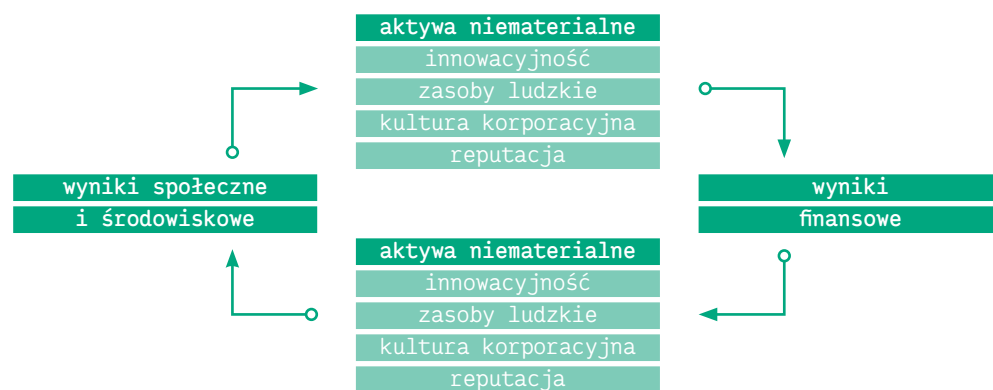 aktywa niematerialne
innowacyjność
zasoby ludzkie
kultura korporacyjna
reputacja
wyniki społeczne
i środowiskowe
wyniki
finansowe
aktywa niematerialne
innowacyjność
zasoby ludzkie
kultura korporacyjna
reputacja